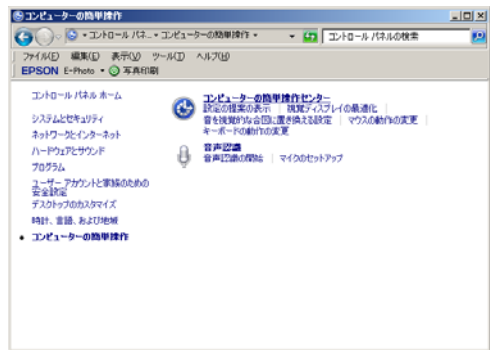 コンピューターの簡単操作
コントロール パネ... コンピューターの簡単操作 コントロール パネルの検索
ファイル(F) 編集(E) 表示(V) ツール(T) ヘルプ(H)
EPSON E-Photo 写真印刷
コントロール パネル ホーム
システムとセキュリティ
ネットワークとインターネット
ハードウェアとサウンド
プログラム
ユーザー アカウントと家族のための
安全設定
デスクトップのカスタマイズ
時計、言語、および地域
コンピューターの簡単操作
コンピューターの簡単操作センター
設定の提案の表示 視覚ディスプレイの最適化
音を視覚的な合図に置き換える設定 マウスの動作の変更
キーボードの動作の変更
音声認識
音声認識の開始 マイクのセットアップ